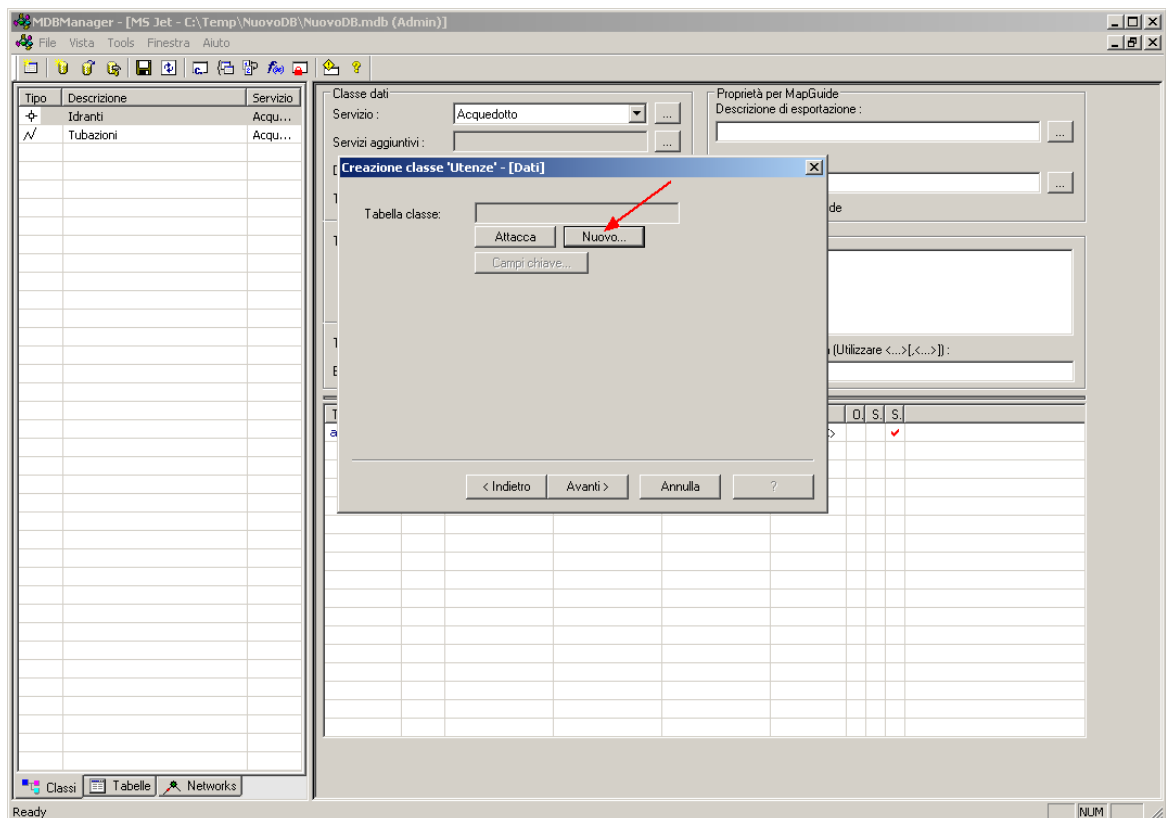 MDBManager - [MS Jet - C:\Temp\NuovoDB\NuovoDB.mdb (Admin)]
File Vista Tools Finestra Aiuto
Tipo Descrizione Servizio
Idranti Acqu...
Tubazioni Acqu...
Classe dati
Servizio : Acquedotto ...
Servizi aggiuntivi : ...
Proprietà per MapGuide
Descrizione di esportazione :
...
...
de
Creazione classe 'Utenze' - [Dati]
Tabella classe:
Attacca Nuovo...
Campi chiave...
< Indietro Avanti > Annulla ?
(Utilizzare <...>[,<...>]) :
O. S. S.
Classi Tabelle Networks
Ready NUM